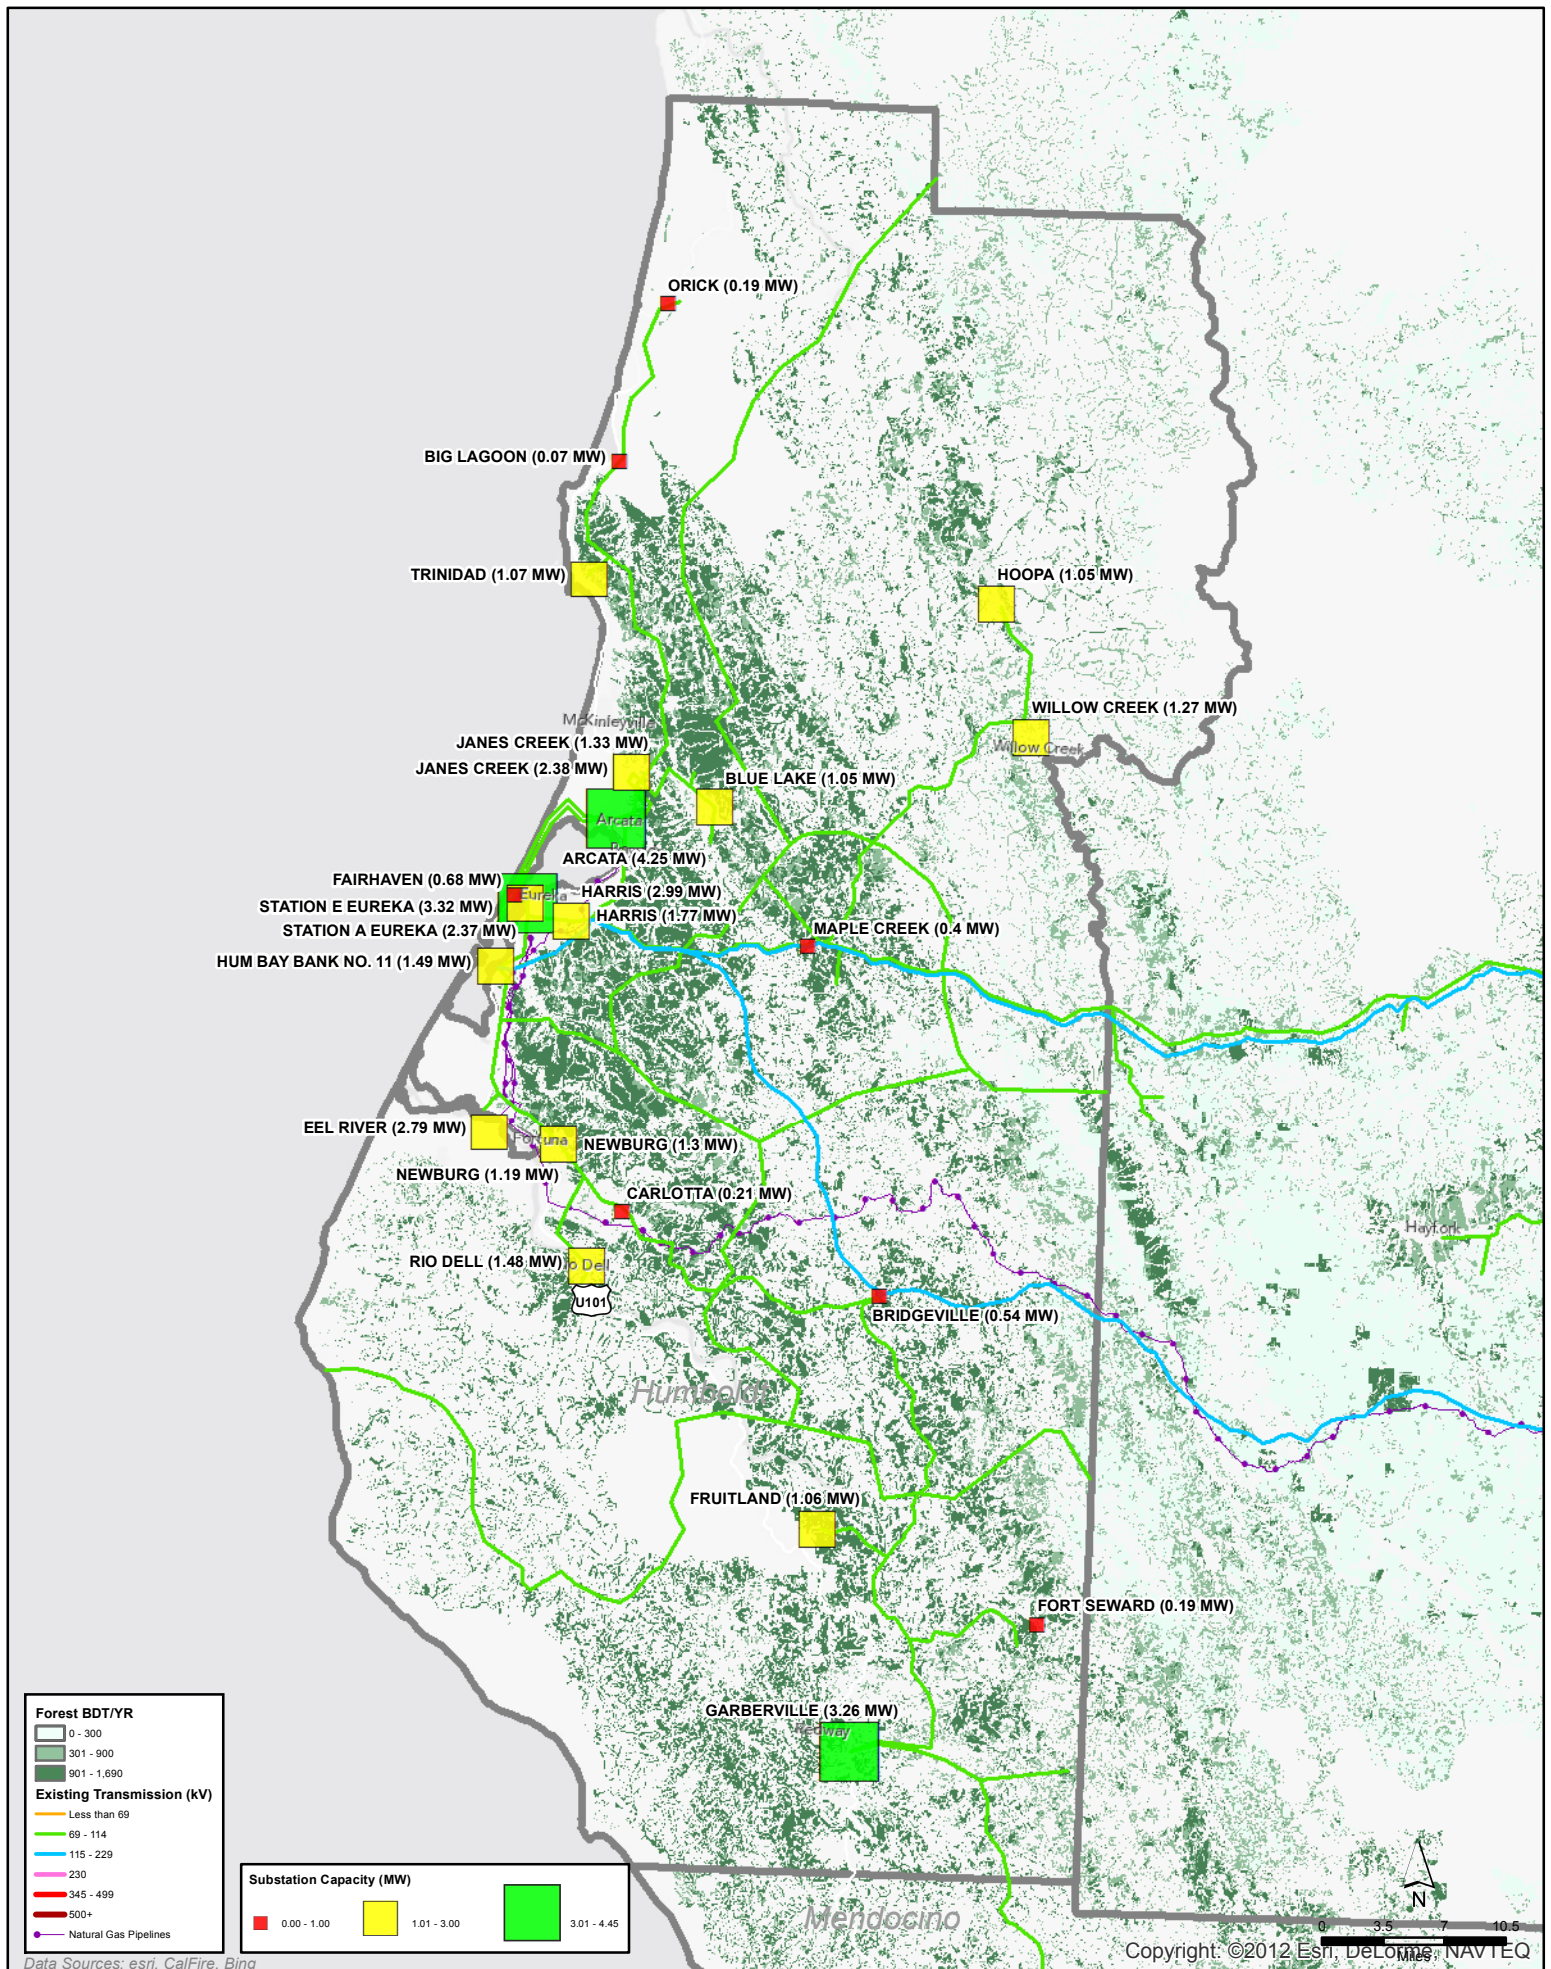 ORICK (0.19 MW)
BIG LAGOON (0.07 MW)
TRINIDAD (1.07 MW)
HOOPA (1.05 MW)
WILLOW CREEK (1.27 MW)
Willow Creek
McKinleyville
JANES CREEK (1.33 MW)
JANES CREEK (2.38 MW)
BLUE LAKE (1.05 MW)
Arcata
ARCATA (4.25 MW)
FAIRHAVEN (0.68 MW)
Eureka
HARRIS (2.99 MW)
STATION E EUREKA (3.32 MW)
HARRIS (1.77 MW)
STATION A EUREKA (2.37 MW)
MAPLE CREEK (0.4 MW)
HUM BAY BANK NO. 11 (1.49 MW)
EEL RIVER (2.79 MW)
Fortuna
NEWBURG (1.3 MW)
NEWBURG (1.19 MW)
CARLOTTA (0.21 MW)
Hayfork
RIO DELL (1.48 MW)
o Dell
U101
BRIDGEVILLE (0.54 MW)
Humboldt
FRUITLAND (1.06 MW)
FORT SEWARD (0.19 MW)
GARBERVILLE (3.26 MW)
Redway
Forest BDT/YR
0 - 300
301 - 900
901 - 1,690
Existing Transmission (kV)
Less than 69
69 - 114
115 - 229
230
345 - 499
500+
Natural Gas Pipelines
Substation Capacity (MW)
0.00 - 1.00
1.01 - 3.00
3.01 - 4.45
Mendocino
N
0 3.5 7 10.5
Miles
Copyright: ©2012 Esri, DeLorme, NAVTEQ
Data Sources: esri, CalFire, Bing